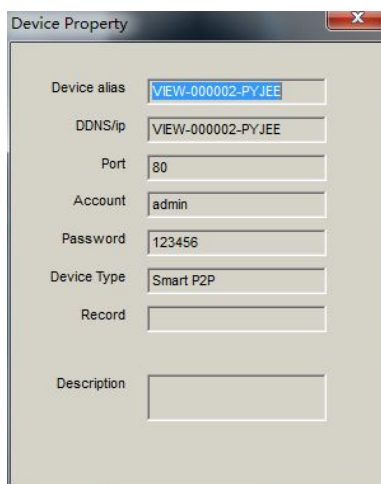 Device Property
Device alias VIEW-000002-PYJEE
DDNS/ip VIEW-000002-PYJEE
Port 80
Account admin
Password 123456
Device Type Smart P2P
Record
Description